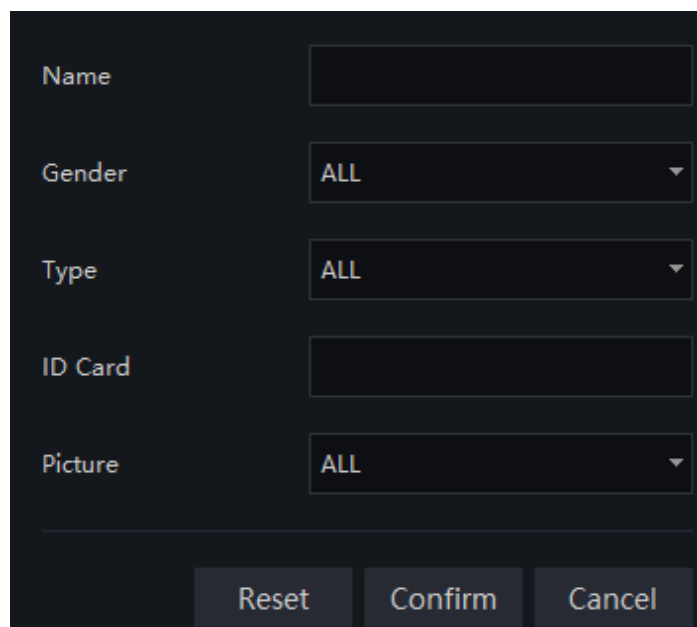 Name
Gender ALL
Type ALL
ID Card
Picture ALL
Reset Confirm Cancel